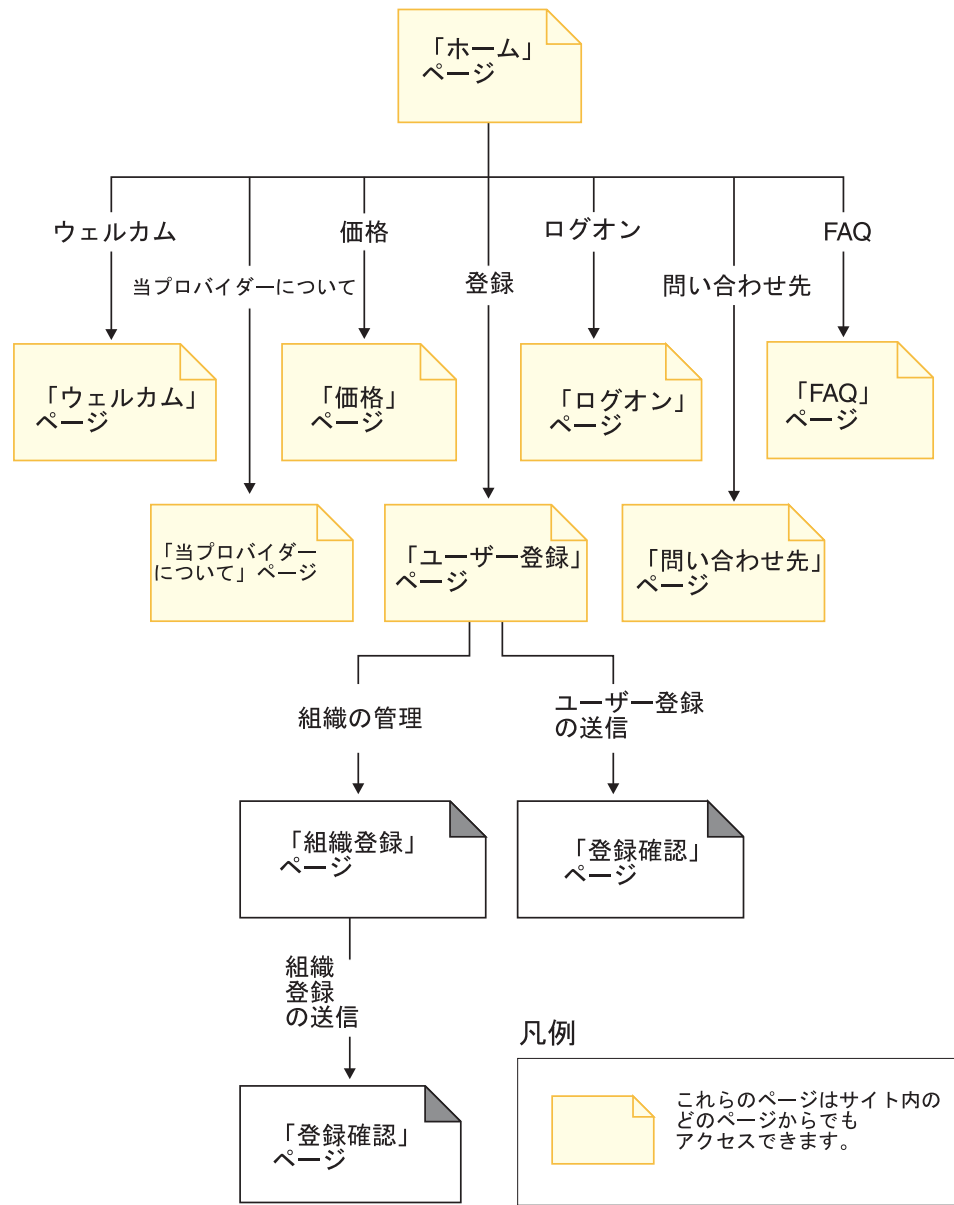 「ホーム」
ページ
ウェルカム
価格
ログオン
FAQ
当プロバイダーについて
登録
問い合わせ先
「ウェルカム」
ページ
「価格」
ページ
「ログオン」
ページ
「FAQ」
ページ
「当プロバイダー
について」ページ
「ユーザー登録」
ページ
「問い合わせ先」
ページ
組織の管理
ユーザー登録
の送信
「組織登録」
ページ
「登録確認」
ページ
組織
登録
の送信
「登録確認」
ページ
凡例
これらのページはサイト内の
どのページからでも
アクセスできます。